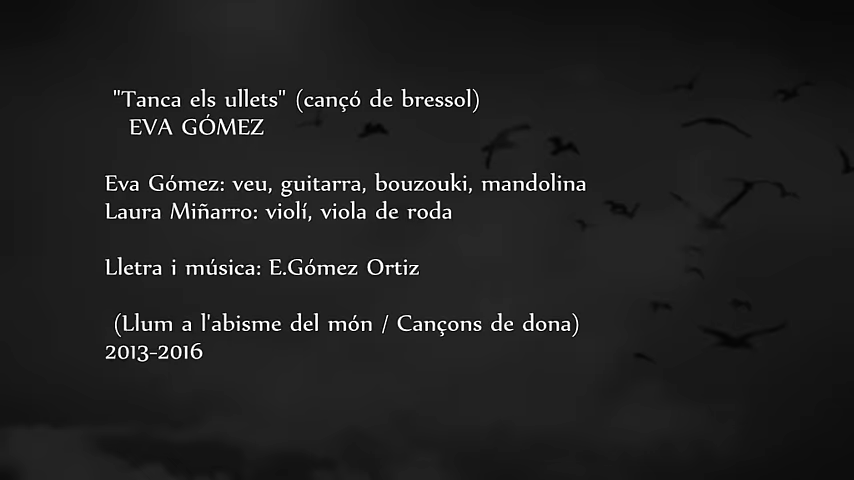 "Tanca els ullets" (cançó de bressol)
EVA GÓMEZ
Eva Gómez: veu, guitarra, bouzouki, mandolina
Laura Miñarro: violí, viola de roda
Lletra i música: E.Gómez Ortiz
(Llum a l'abisme del món / Cançons de dona)
2013-2016